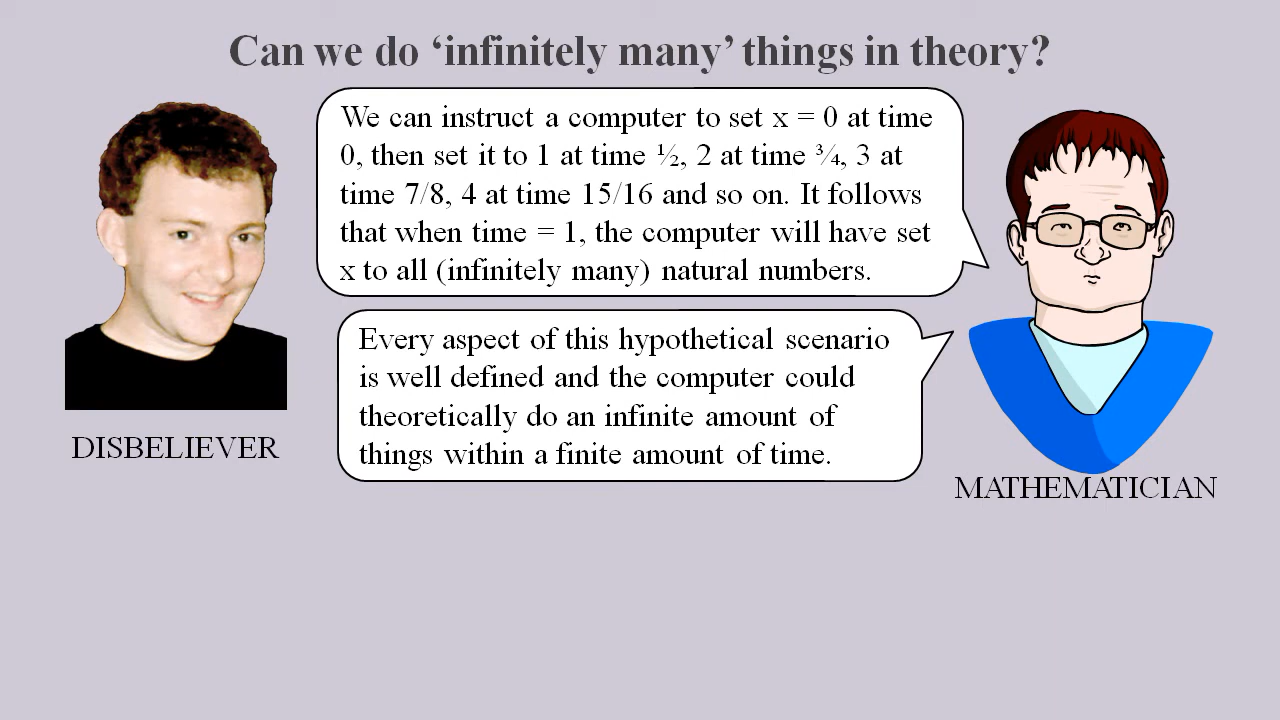 Can we do ‘infinitely many’ things in theory?
We can instruct a computer to set x = 0 at time
0, then set it to 1 at time ½, 2 at time ¾, 3 at
time 7/8, 4 at time 15/16 and so on. It follows
that when time = 1, the computer will have set
x to all (infinitely many) natural numbers.
Every aspect of this hypothetical scenario
is well defined and the computer could
theoretically do an infinite amount of
things within a finite amount of time.
DISBELIEVER
MATHEMATICIAN